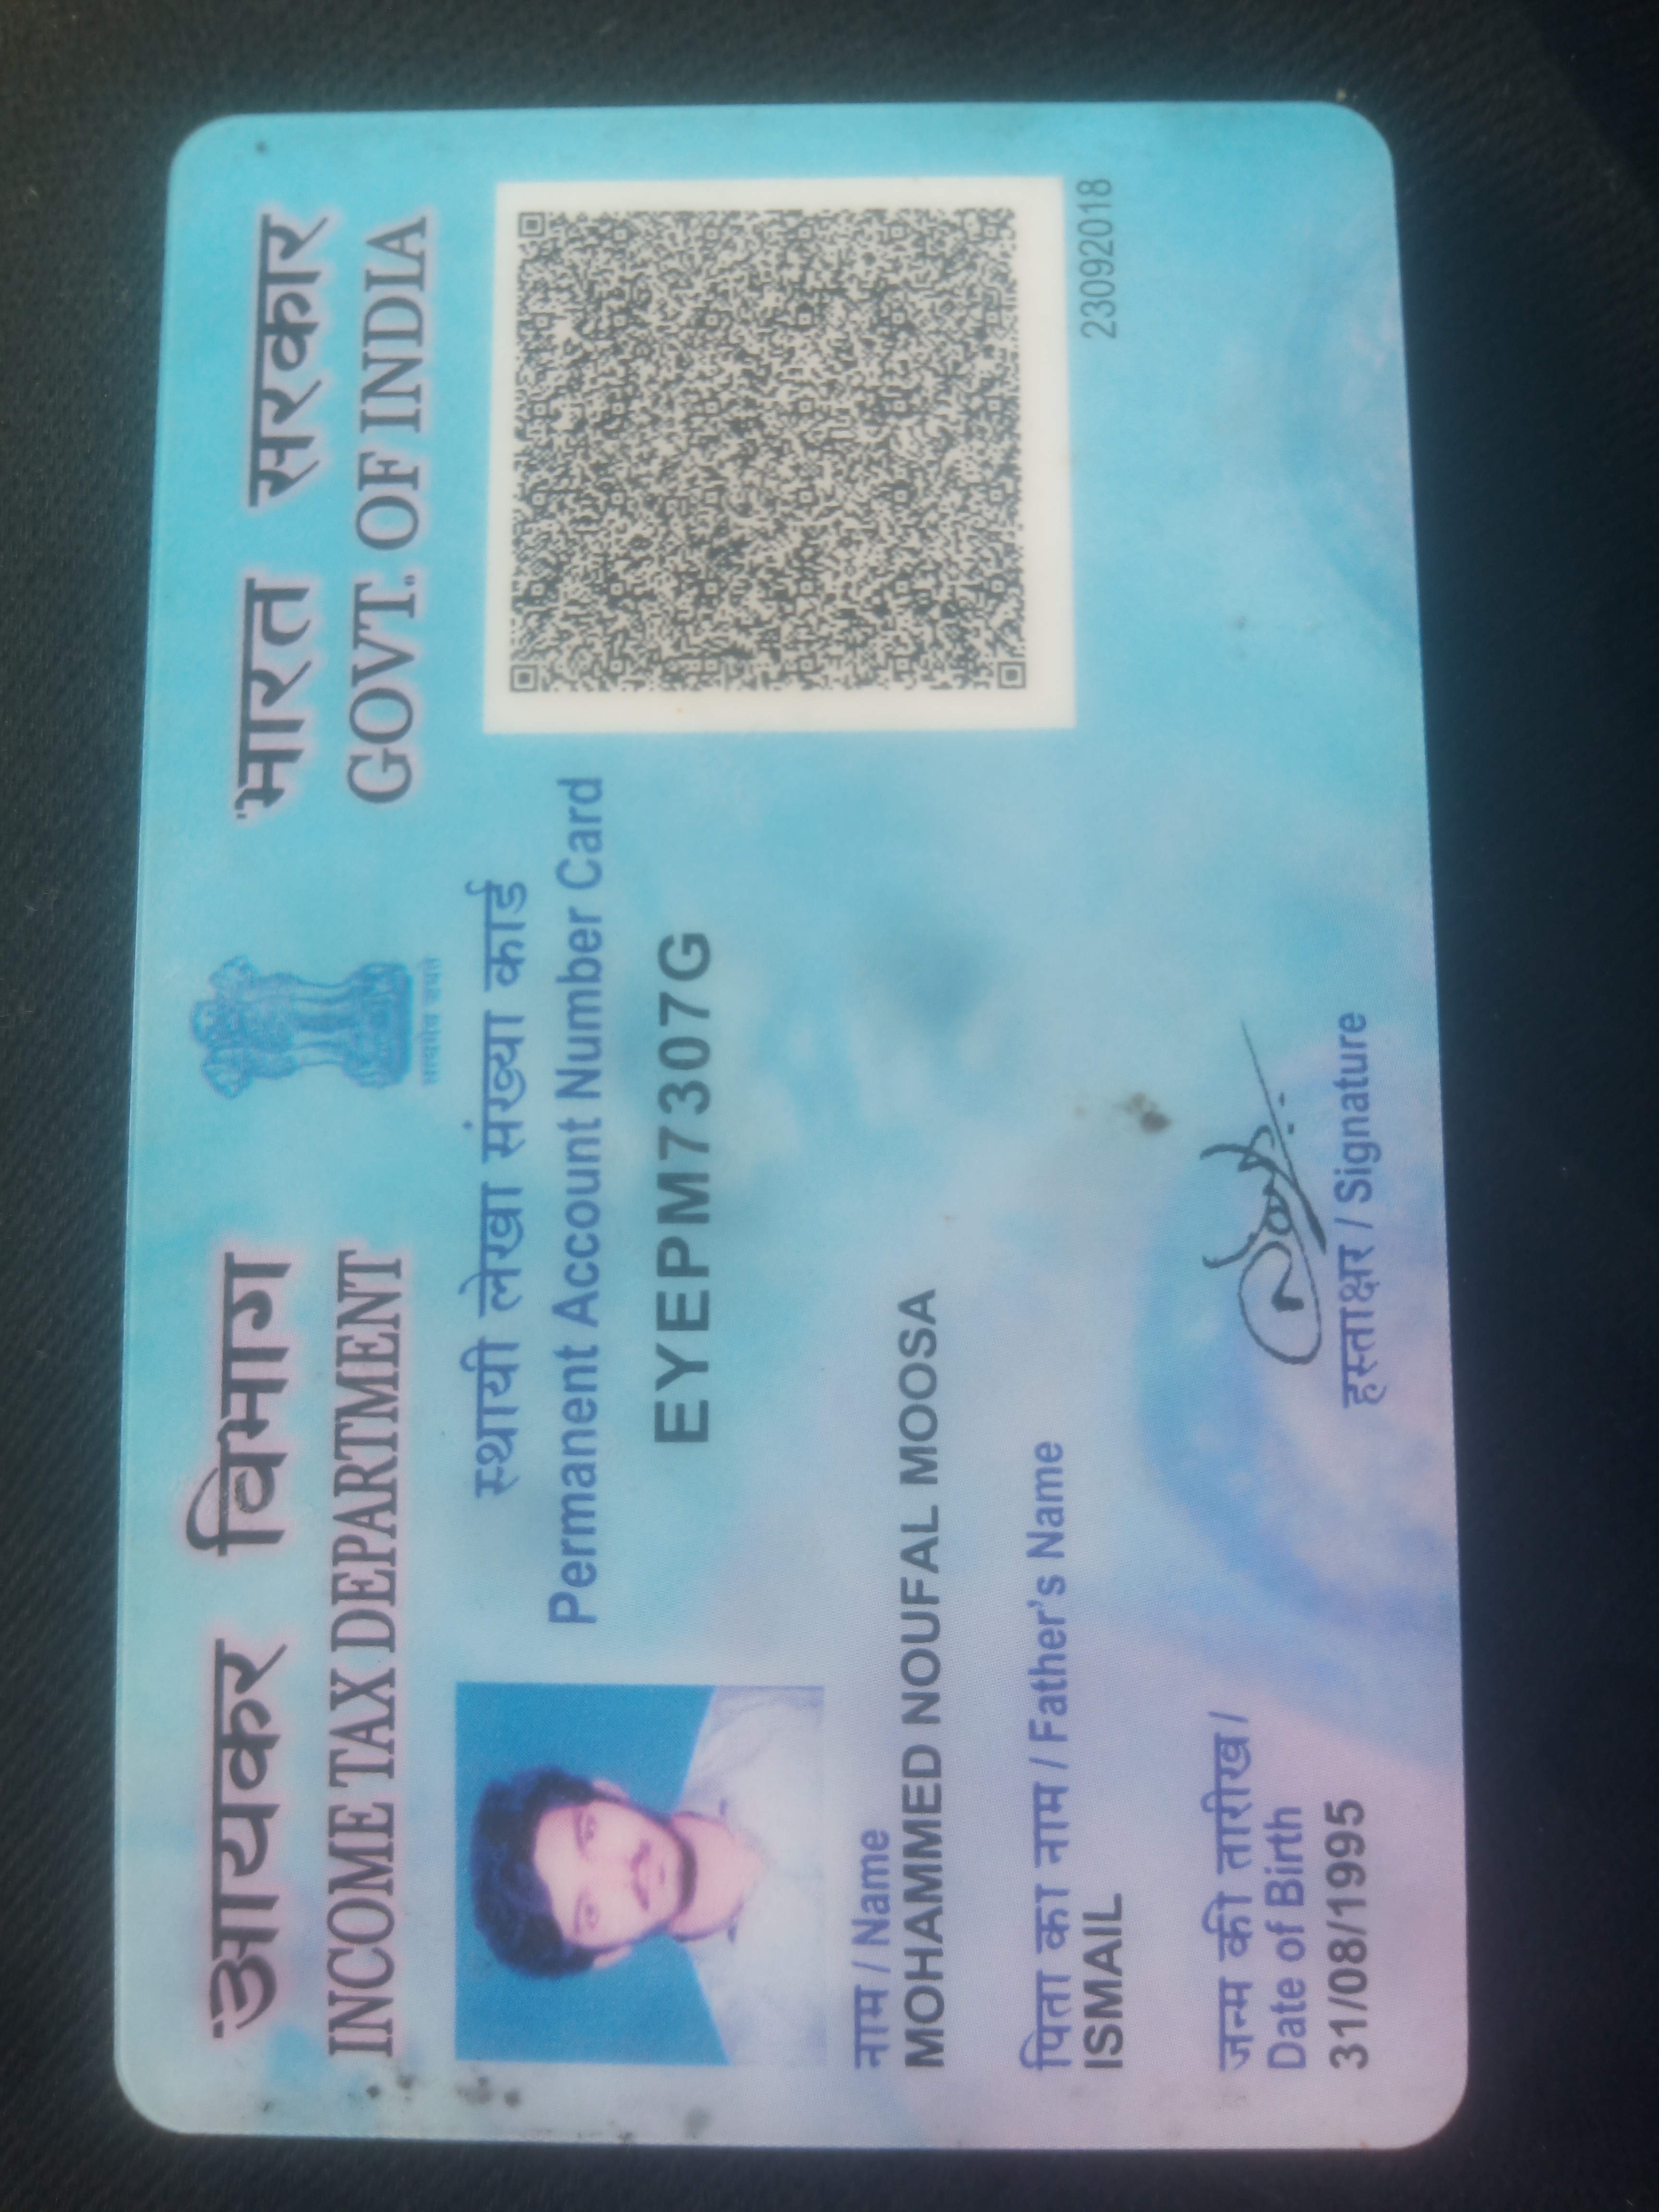 आयकर विभाग
INCOME TAX DEPARTMENT
सत्यमेव जयते
भारत सरकार
GOVT. OF INDIA
स्थायी लेखा संख्या कार्ड
Permanent Account Number Card
EYEPM7307G
नाम / Name
MOHAMMED NOUFAL MOOSA
पिता का नाम / Father's Name
ISMAIL
जन्म की तारीख /
Date of Birth
31/08/1995
हस्ताक्षर / Signature
23092018